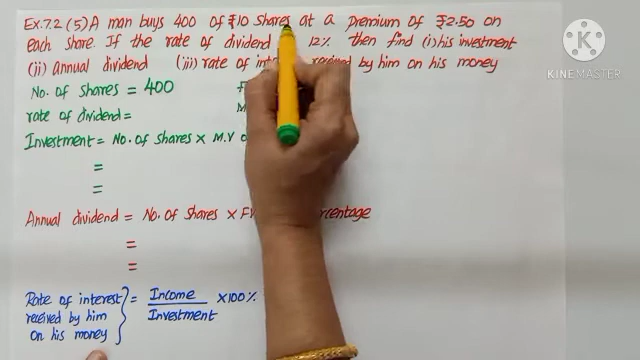 Ex.7.2 (5) A man buys 400 of ₹10 shares at a premium of ₹2.50 on
each share. If the rate of dividend 12% then find (i) his investment
(ii) Annual dividend (iii) rate of received by him on his money
No. of shares = 400
rate of dividend =
Investment = No. of shares × M.V
=
=
Annual dividend = No. of shares ×
=
=
Rate of interest
received by him
on his money
= Income × 100%
Investment
KINEMASTER